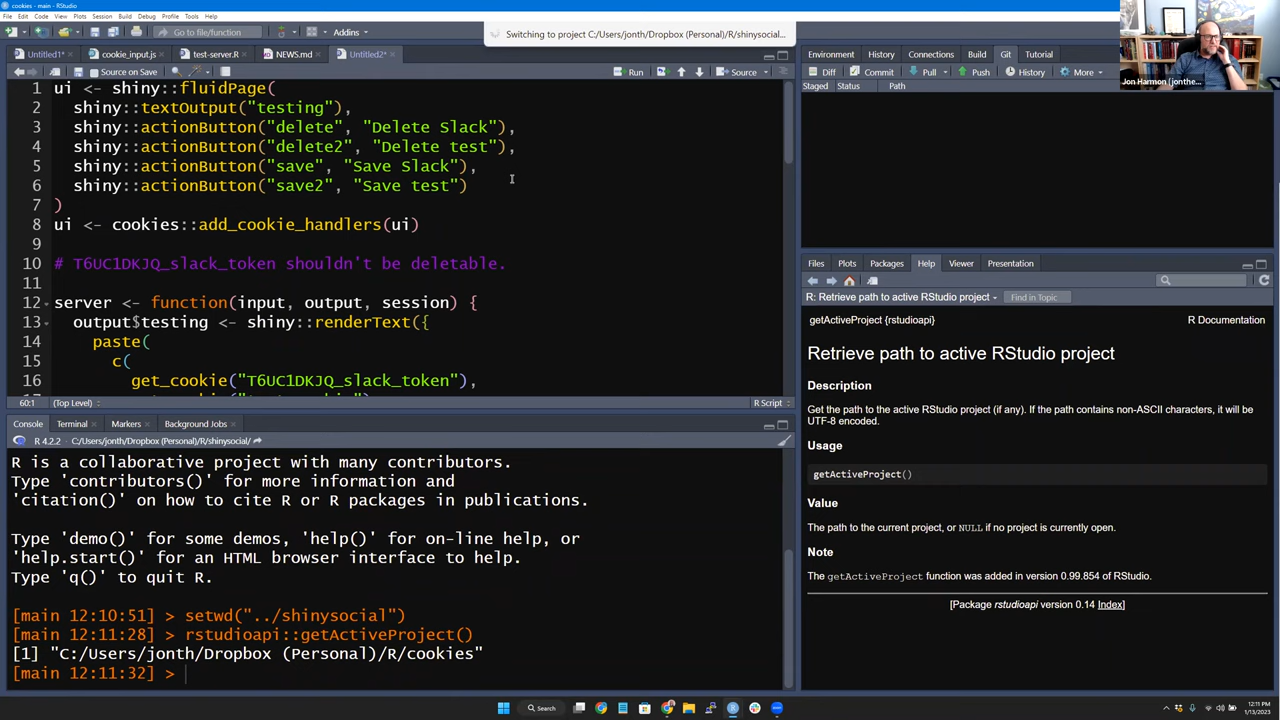 cookies - main - RStudio
File Edit Code View Plots Session Build Debug Profile Tools Help
Go to file/function Addins
Switching to project C:/Users/jonth/Dropbox (Personal)/R/shinysocial...
Jon Harmon (jonthe...
Untitled1* cookie_input.js test-server.R NEWS.md Untitled2*
Source on Save Run Source
1 ui <- shiny::fluidPage(
2 shiny::textOutput("testing"),
3 shiny::actionButton("delete", "Delete Slack"),
4 shiny::actionButton("delete2", "Delete test"),
5 shiny::actionButton("save", "Save Slack"),
6 shiny::actionButton("save2", "Save test")
7 )
8 ui <- cookies::add_cookie_handlers(ui)
9
10 # T6UC1DKJQ_slack_token shouldn't be deletable.
11
12 server <- function(input, output, session) {
13 output$testing <- shiny::renderText({
14 paste(
15 c(
16 get_cookie("T6UC1DKJQ_slack_token"),
60:1 (Top Level) R Script
Console Terminal Markers Background Jobs
R 4.2.2 · C:/Users/jonth/Dropbox (Personal)/R/shinysocial/
R is a collaborative project with many contributors.
Type 'contributors()' for more information and
'citation()' on how to cite R or R packages in publications.
Type 'demo()' for some demos, 'help()' for on-line help, or
'help.start()' for an HTML browser interface to help.
Type 'q()' to quit R.
[main 12:10:51] > setwd("../shinysocial")
[main 12:11:28] > rstudioapi::getActiveProject()
[1] "C:/Users/jonth/Dropbox (Personal)/R/cookies"
[main 12:11:32] >
Environment History Connections Build Git Tutorial
Diff Commit Pull Push History More
Staged Status Path
Files Plots Packages Help Viewer Presentation
R: Retrieve path to active RStudio project Find in Topic
getActiveProject {rstudioapi} R Documentation
Retrieve path to active RStudio project
Description
Get the path to the active RStudio project (if any). If the path contains non-ASCII characters, it will be
UTF-8 encoded.
Usage
getActiveProject()
Value
The path to the current project, or NULL if no project is currently open.
Note
The getActiveProject function was added in version 0.99.854 of RStudio.
[Package rstudioapi version 0.14 Index]
Search
12:11 PM
1/13/2023